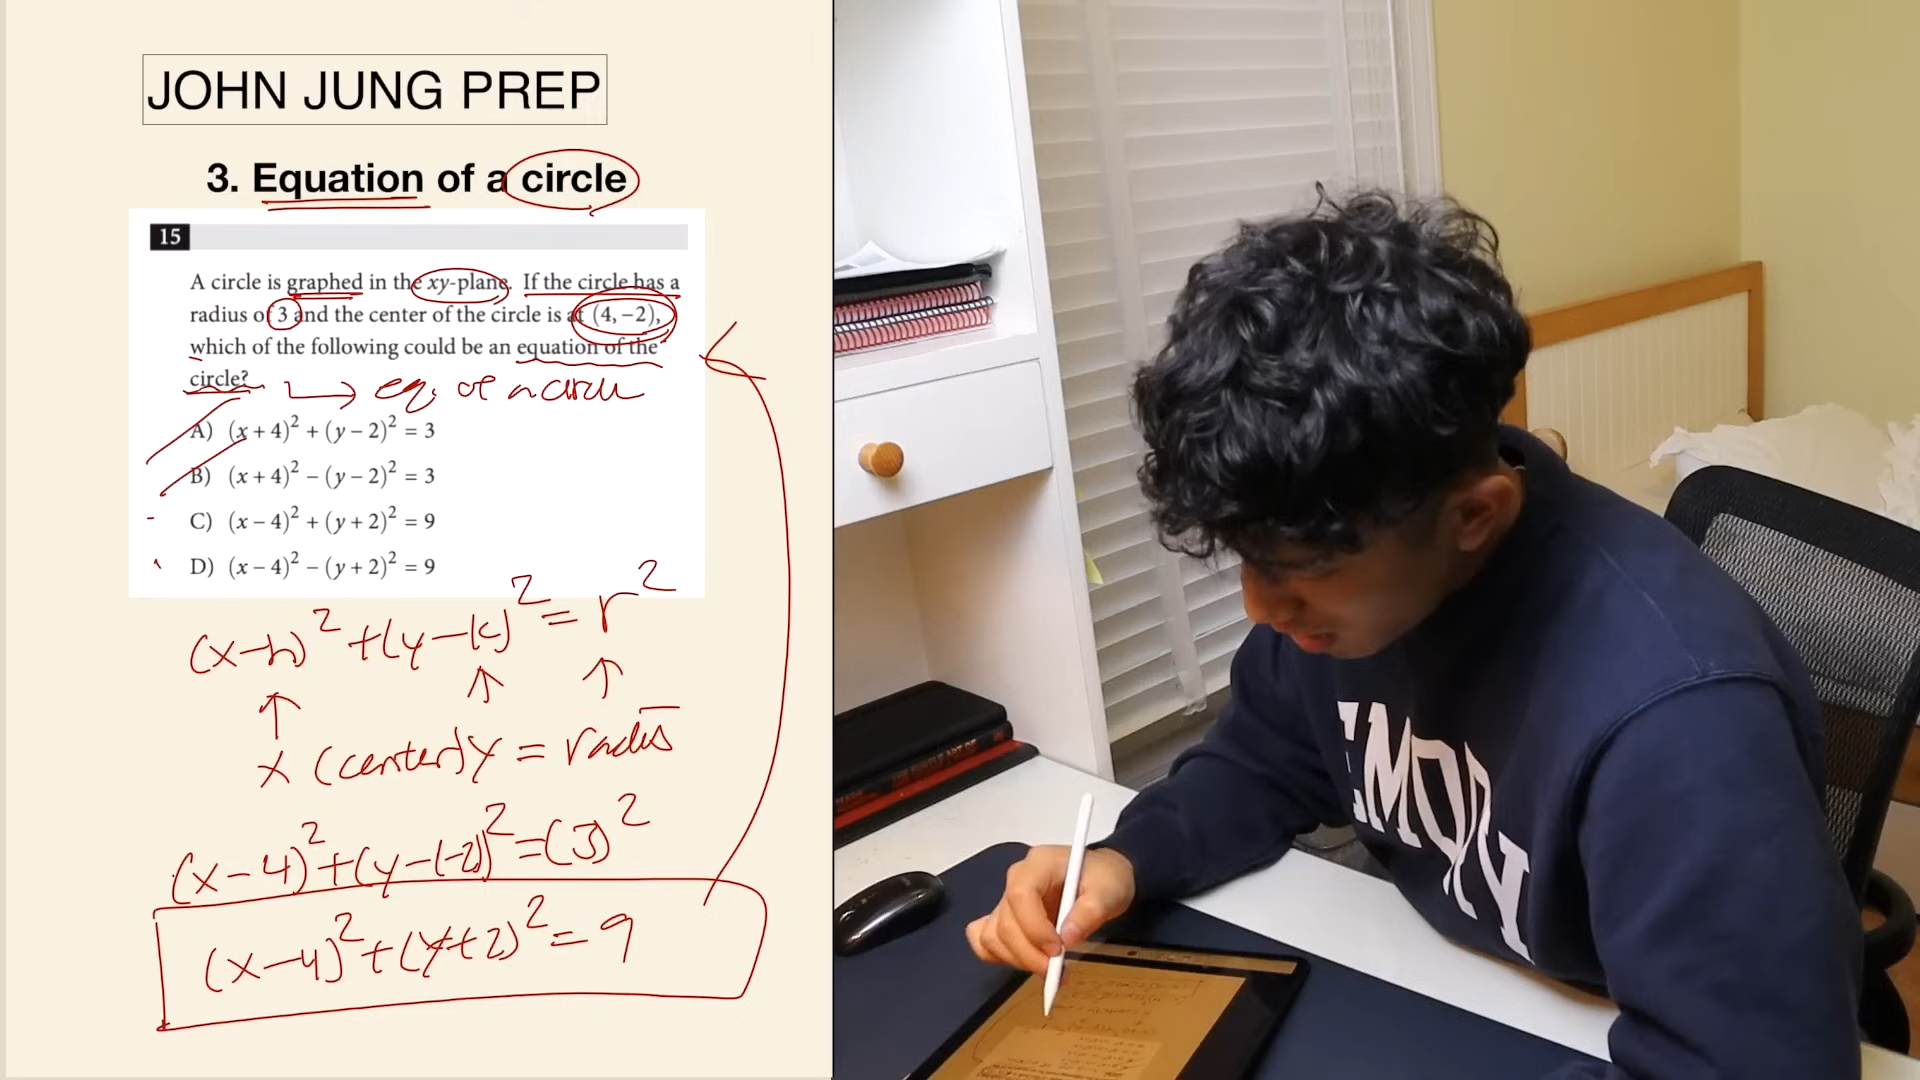 JOHN JUNG PREP
3. Equation of a circle
15
A circle is graphed in the xy-plane. If the circle has a
radius of 3 and the center of the circle is at (4, −2),
which of the following could be an equation of the
circle?
→ eq. of a circle
A) (x + 4)² + (y − 2)² = 3
B) (x + 4)² − (y − 2)² = 3
C) (x − 4)² + (y + 2)² = 9
D) (x − 4)² − (y + 2)² = 9
(x−h)² + (y−k)² = r²
↑ ↑ ↑
x (center) y = radius
(x−4)² + (y−(−2))² = (3)²
(x−4)² + (y+2)² = 9
EMORY